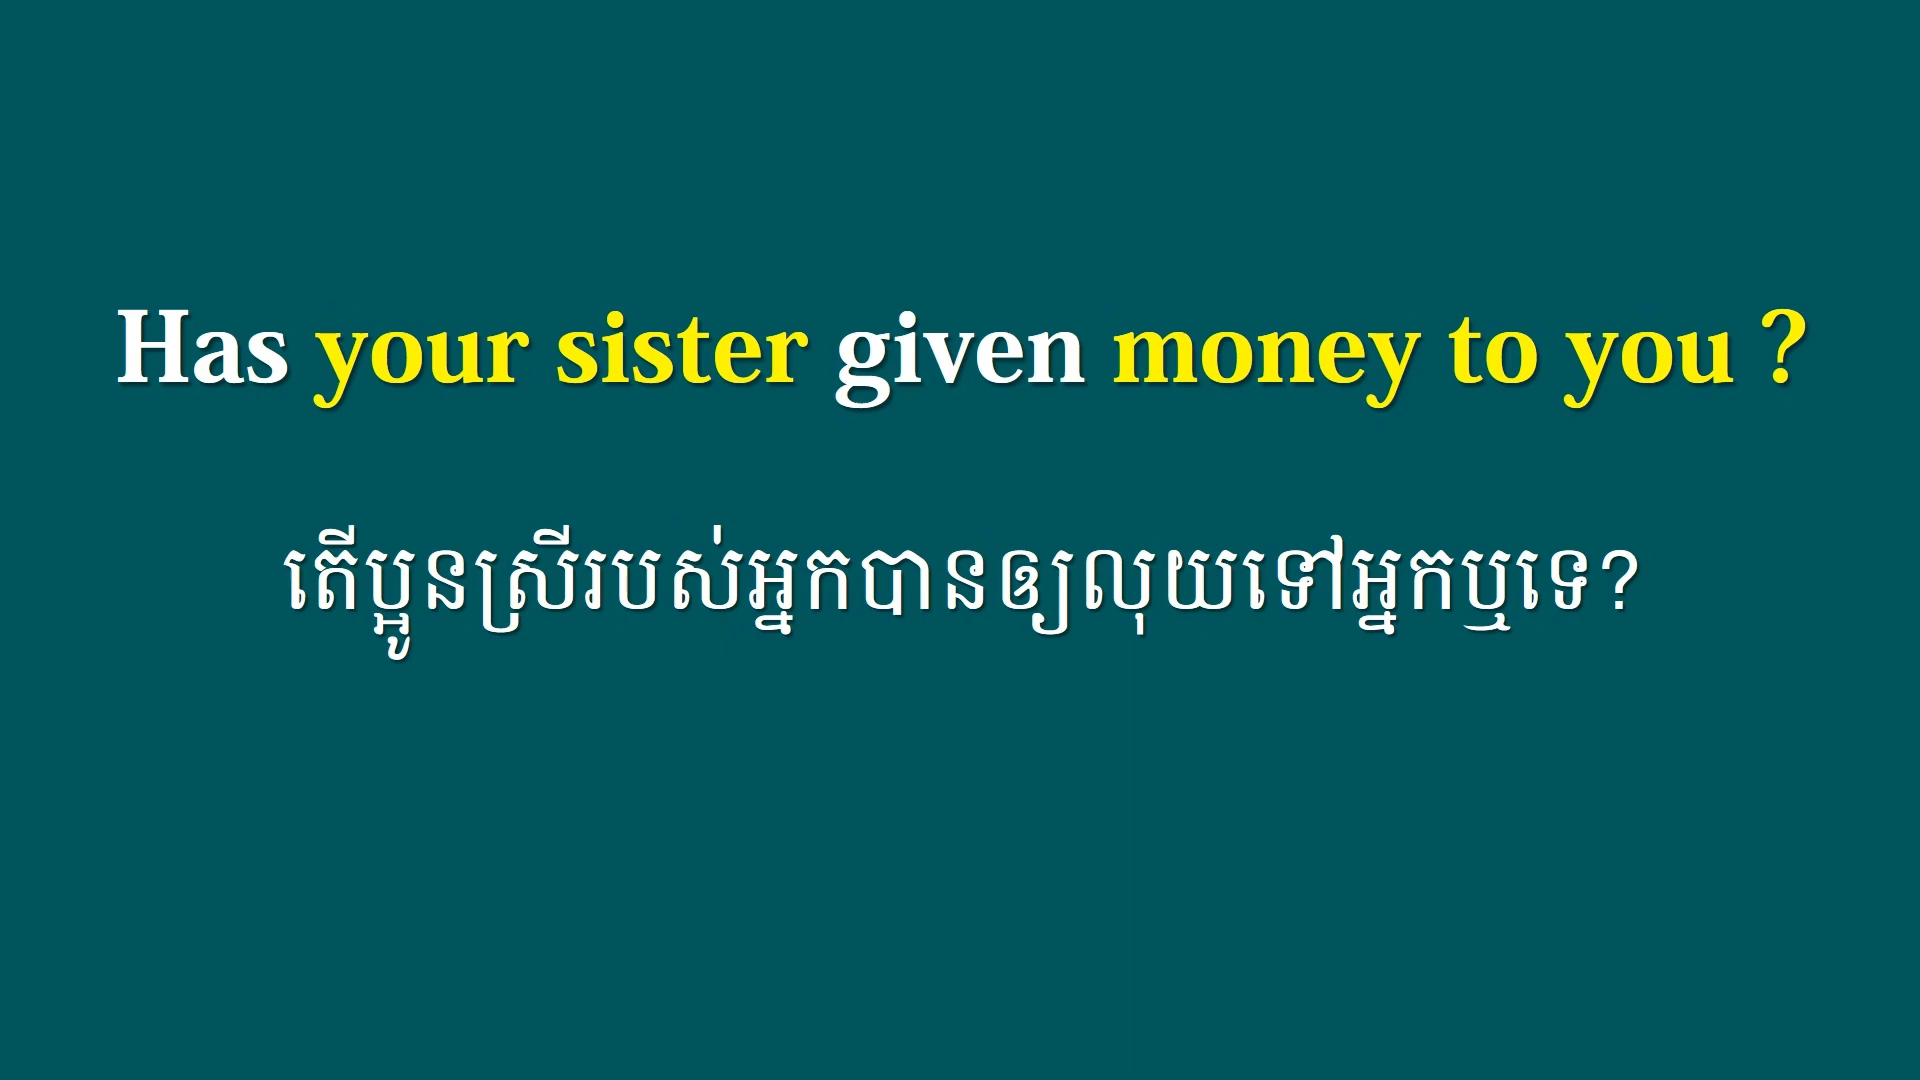 Has your sister given money to you ?
តើប្អូនស្រីរបស់អ្នកបានឲ្យលុយទៅអ្នកឬទេ?